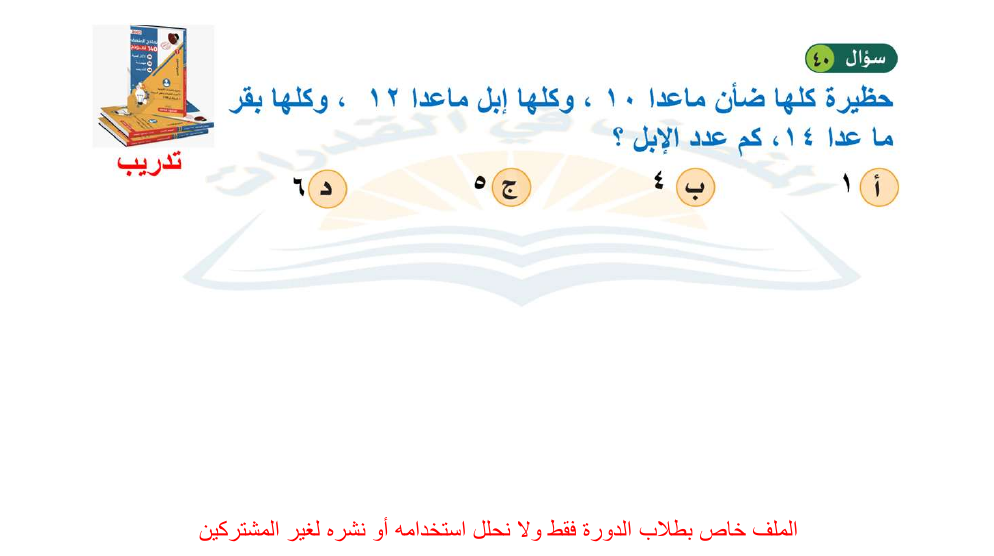 سؤال ٤٠
حظيرة كلها ضأن ماعدا ١٠ ، وكلها إبل ماعدا ١٢ ، وكلها بقر
ما عدا ١٤، كم عدد الإبل ؟
أ ١ ب ٤ ج ٥ د ٦
تدريب
الملف خاص بطلاب الدورة فقط ولا نحلل استخدامه أو نشره لغير المشتركين